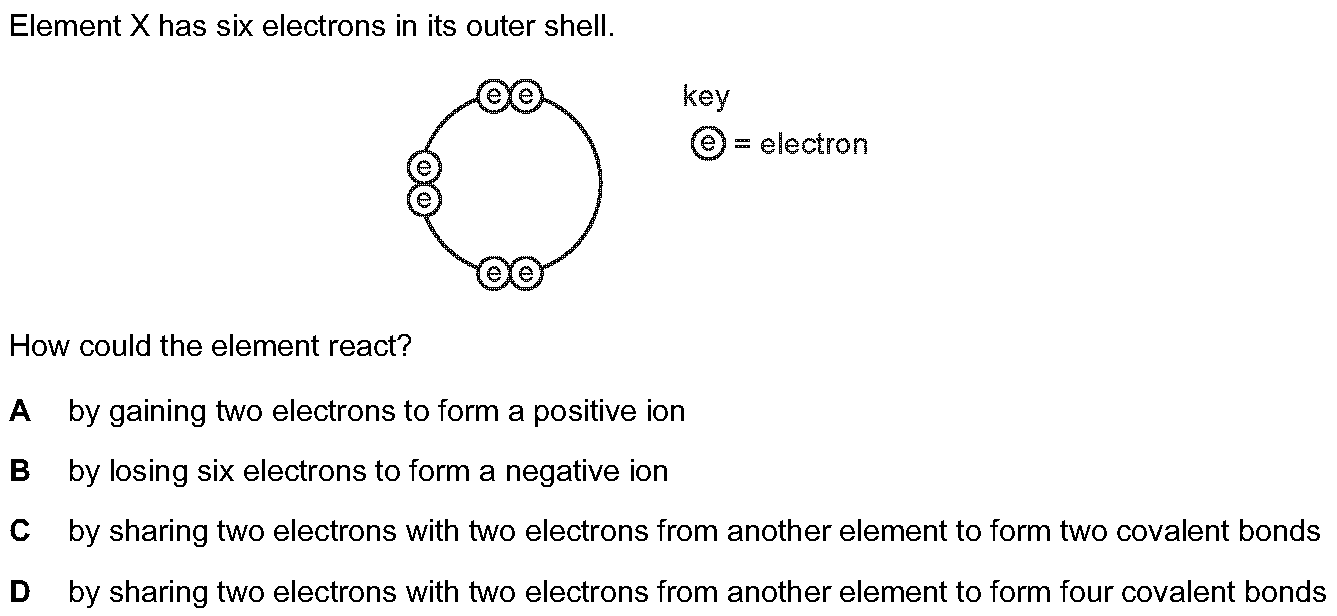 Element X has six electrons in its outer shell.
e e
key
e = electron
e
e
e e
How could the element react?
A by gaining two electrons to form a positive ion
B by losing six electrons to form a negative ion
C by sharing two electrons with two electrons from another element to form two covalent bonds
D by sharing two electrons with two electrons from another element to form four covalent bonds